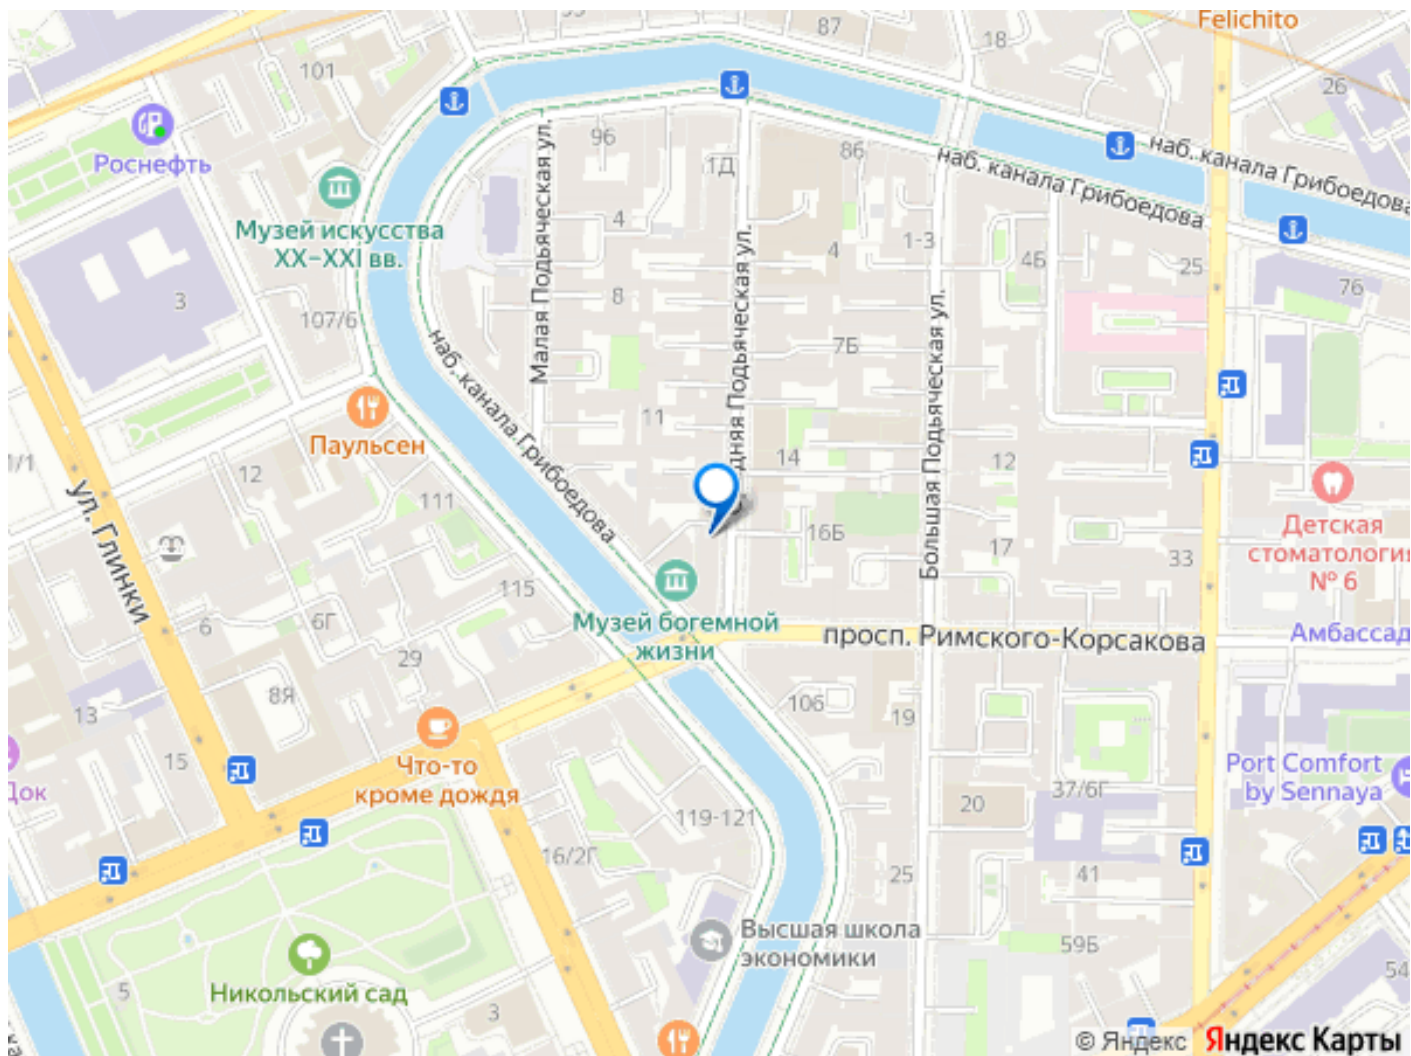 Felichito
87
18
101
26
Роснефть
96
1Д
86
наб. канала Грибоедова
наб. канала Грибоедова
Музей искусства
XX–XXI вв.
Малая Подьяческая ул.
4
4
1-3
4Б
25
76
3
107/6
8
7Б
дняя Подьяческая ул.
Большая Подьяческая ул.
наб. канала Грибоедова
Паульсен
11
14
12
1/1
12
111
ул. Глинки
Детская
стоматология
№ 6
16Б
17
33
115
6
6Г
29
Музей богемной
жизни
просп. Римского-Корсакова
Амбассад
8Я
13
15
106
19
Док
Что-то
кроме дождя
Port Comfort
by Sennaya
37/6Г
20
119-121
16/2Г
25
41
Высшая школа
экономики
59Б
54
5
Никольский сад
3
© Яндекс Яндекс Карты